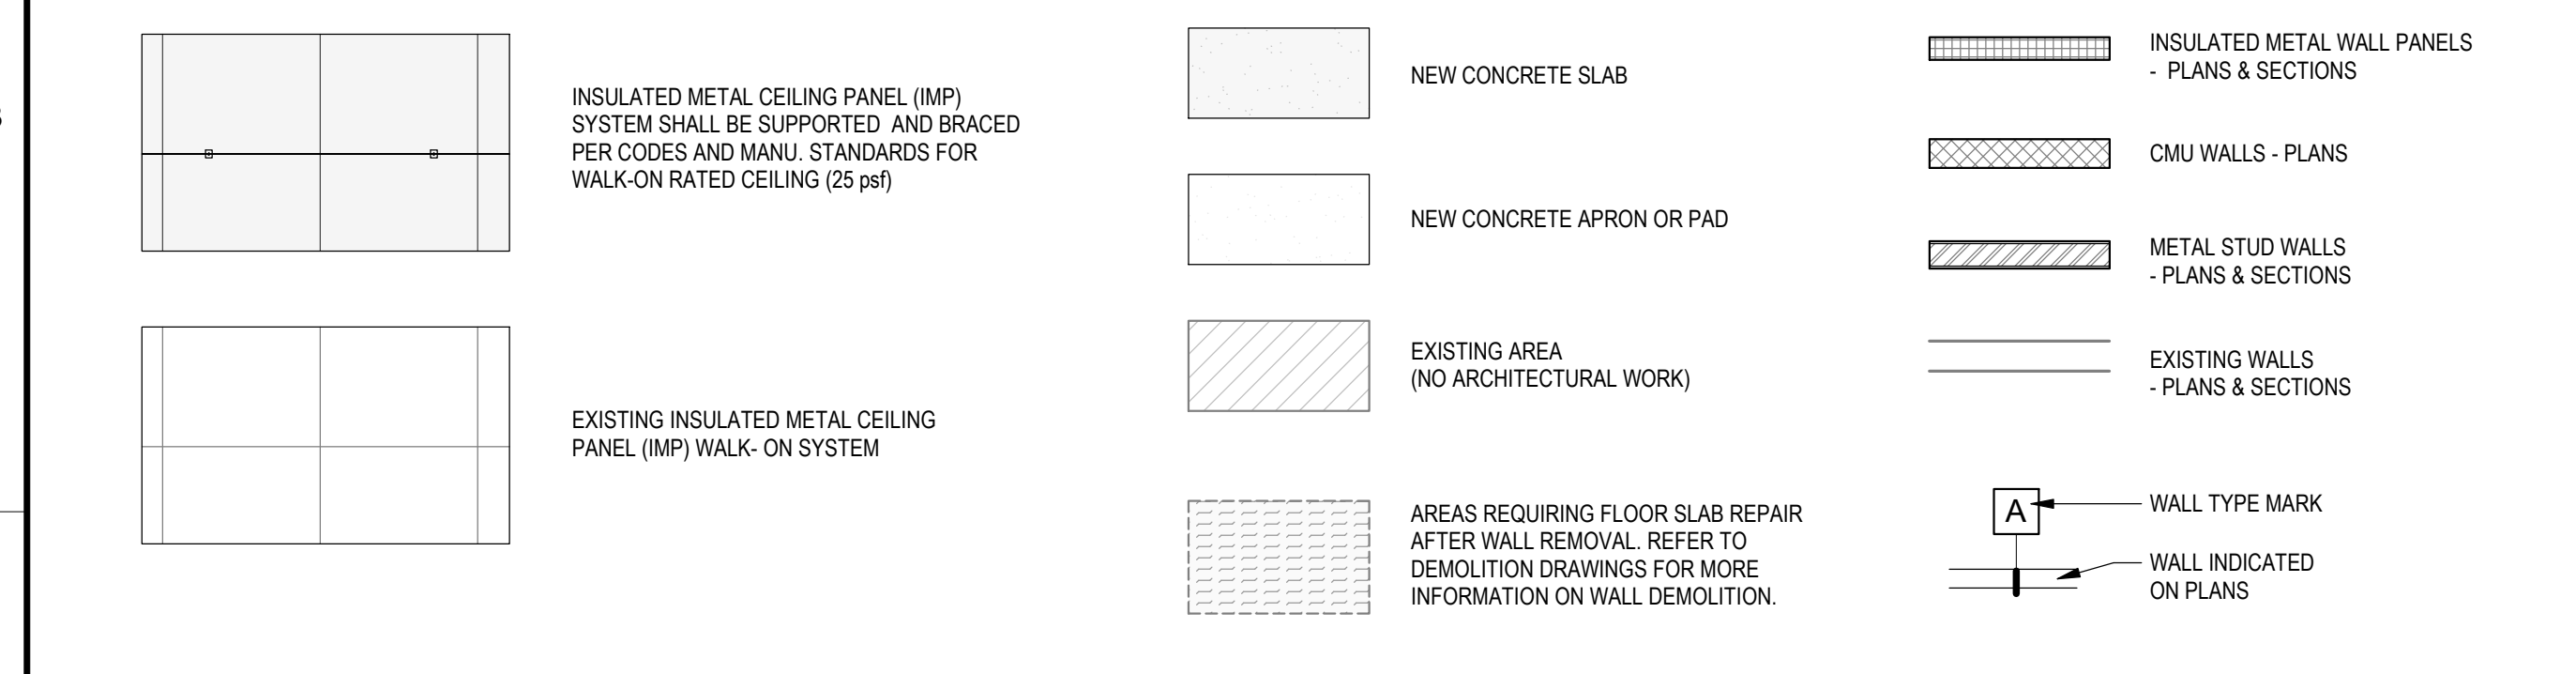 INSULATED METAL CEILING PANEL (IMP)
SYSTEM SHALL BE SUPPORTED AND BRACED
PER CODES AND MANU. STANDARDS FOR
WALK-ON RATED CEILING (25 psf)
EXISTING INSULATED METAL CEILING
PANEL (IMP) WALK- ON SYSTEM
NEW CONCRETE SLAB
NEW CONCRETE APRON OR PAD
EXISTING AREA
(NO ARCHITECTURAL WORK)
AREAS REQUIRING FLOOR SLAB REPAIR
AFTER WALL REMOVAL. REFER TO
DEMOLITION DRAWINGS FOR MORE
INFORMATION ON WALL DEMOLITION.
INSULATED METAL WALL PANELS
- PLANS & SECTIONS
CMU WALLS - PLANS
METAL STUD WALLS
- PLANS & SECTIONS
EXISTING WALLS
- PLANS & SECTIONS
A
WALL TYPE MARK
WALL INDICATED
ON PLANS